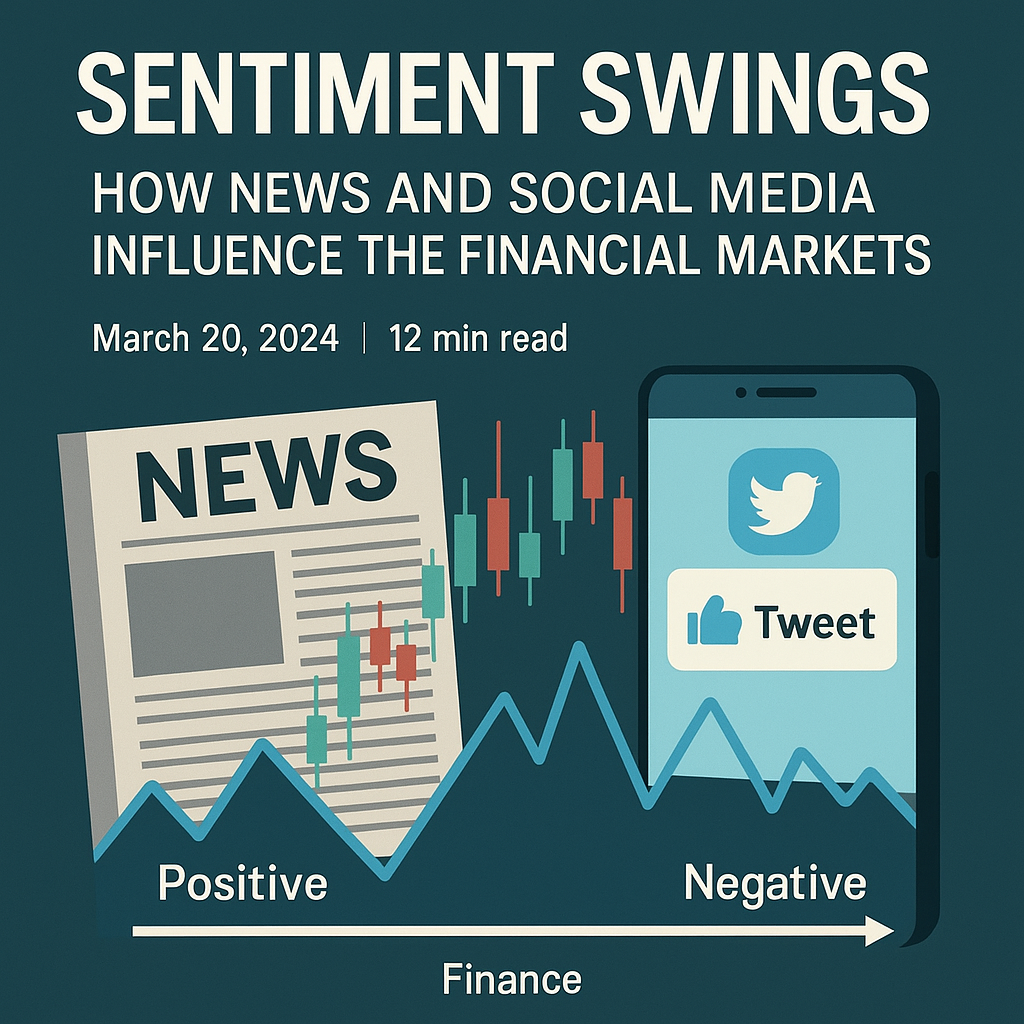 SENTIMENT SWINGS
HOW NEWS AND SOCIAL MEDIA
INFLUENCE THE FINANCIAL MARKETS
March 20, 2024 | 12 min read
NEWS
Tweet
Positive
Negative
Finance